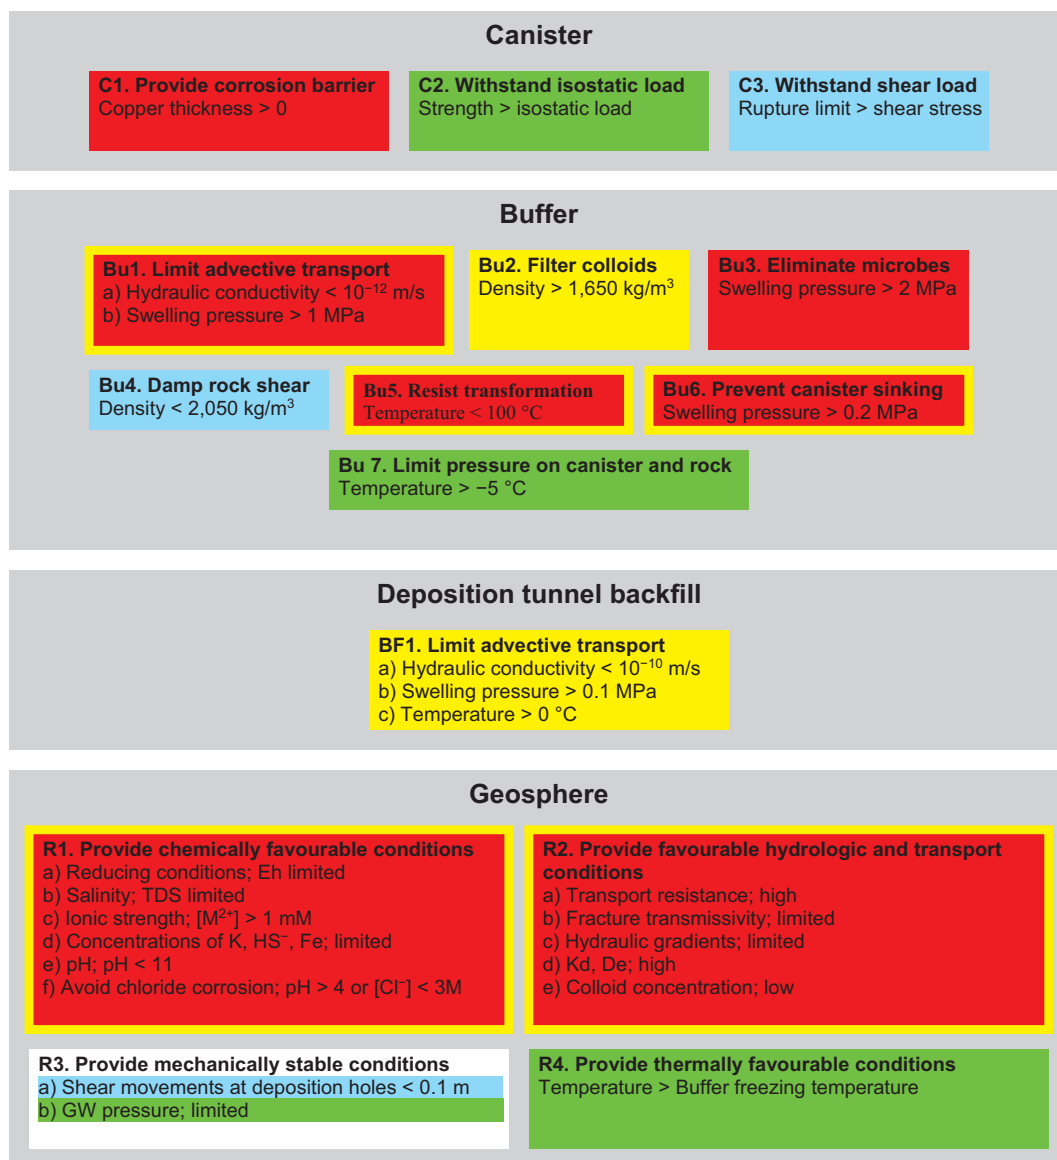 Canister
C1. Provide corrosion barrier
Copper thickness > 0
C2. Withstand isostatic load
Strength > isostatic load
C3. Withstand shear load
Rupture limit > shear stress
Buffer
Bu1. Limit advective transport
a) Hydraulic conductivity < 10⁻¹² m/s
b) Swelling pressure > 1 MPa
Bu2. Filter colloids
Density > 1,650 kg/m³
Bu3. Eliminate microbes
Swelling pressure > 2 MPa
Bu4. Damp rock shear
Density < 2,050 kg/m³
Bu5. Resist transformation
Temperature < 100 °C
Bu6. Prevent canister sinking
Swelling pressure > 0.2 MPa
Bu 7. Limit pressure on canister and rock
Temperature > −5 °C
Deposition tunnel backfill
BF1. Limit advective transport
a) Hydraulic conductivity < 10⁻¹⁰ m/s
b) Swelling pressure > 0.1 MPa
c) Temperature > 0 °C
Geosphere
R1. Provide chemically favourable conditions
a) Reducing conditions; Eh limited
b) Salinity; TDS limited
c) Ionic strength; [M²⁺] > 1 mM
d) Concentrations of K, HS⁻, Fe; limited
e) pH; pH < 11
f) Avoid chloride corrosion; pH > 4 or [Cl⁻] < 3M
R2. Provide favourable hydrologic and transport
conditions
a) Transport resistance; high
b) Fracture transmissivity; limited
c) Hydraulic gradients; limited
d) Kd, De; high
e) Colloid concentration; low
R3. Provide mechanically stable conditions
a) Shear movements at deposition holes < 0.1 m
b) GW pressure; limited
R4. Provide thermally favourable conditions
Temperature > Buffer freezing temperature